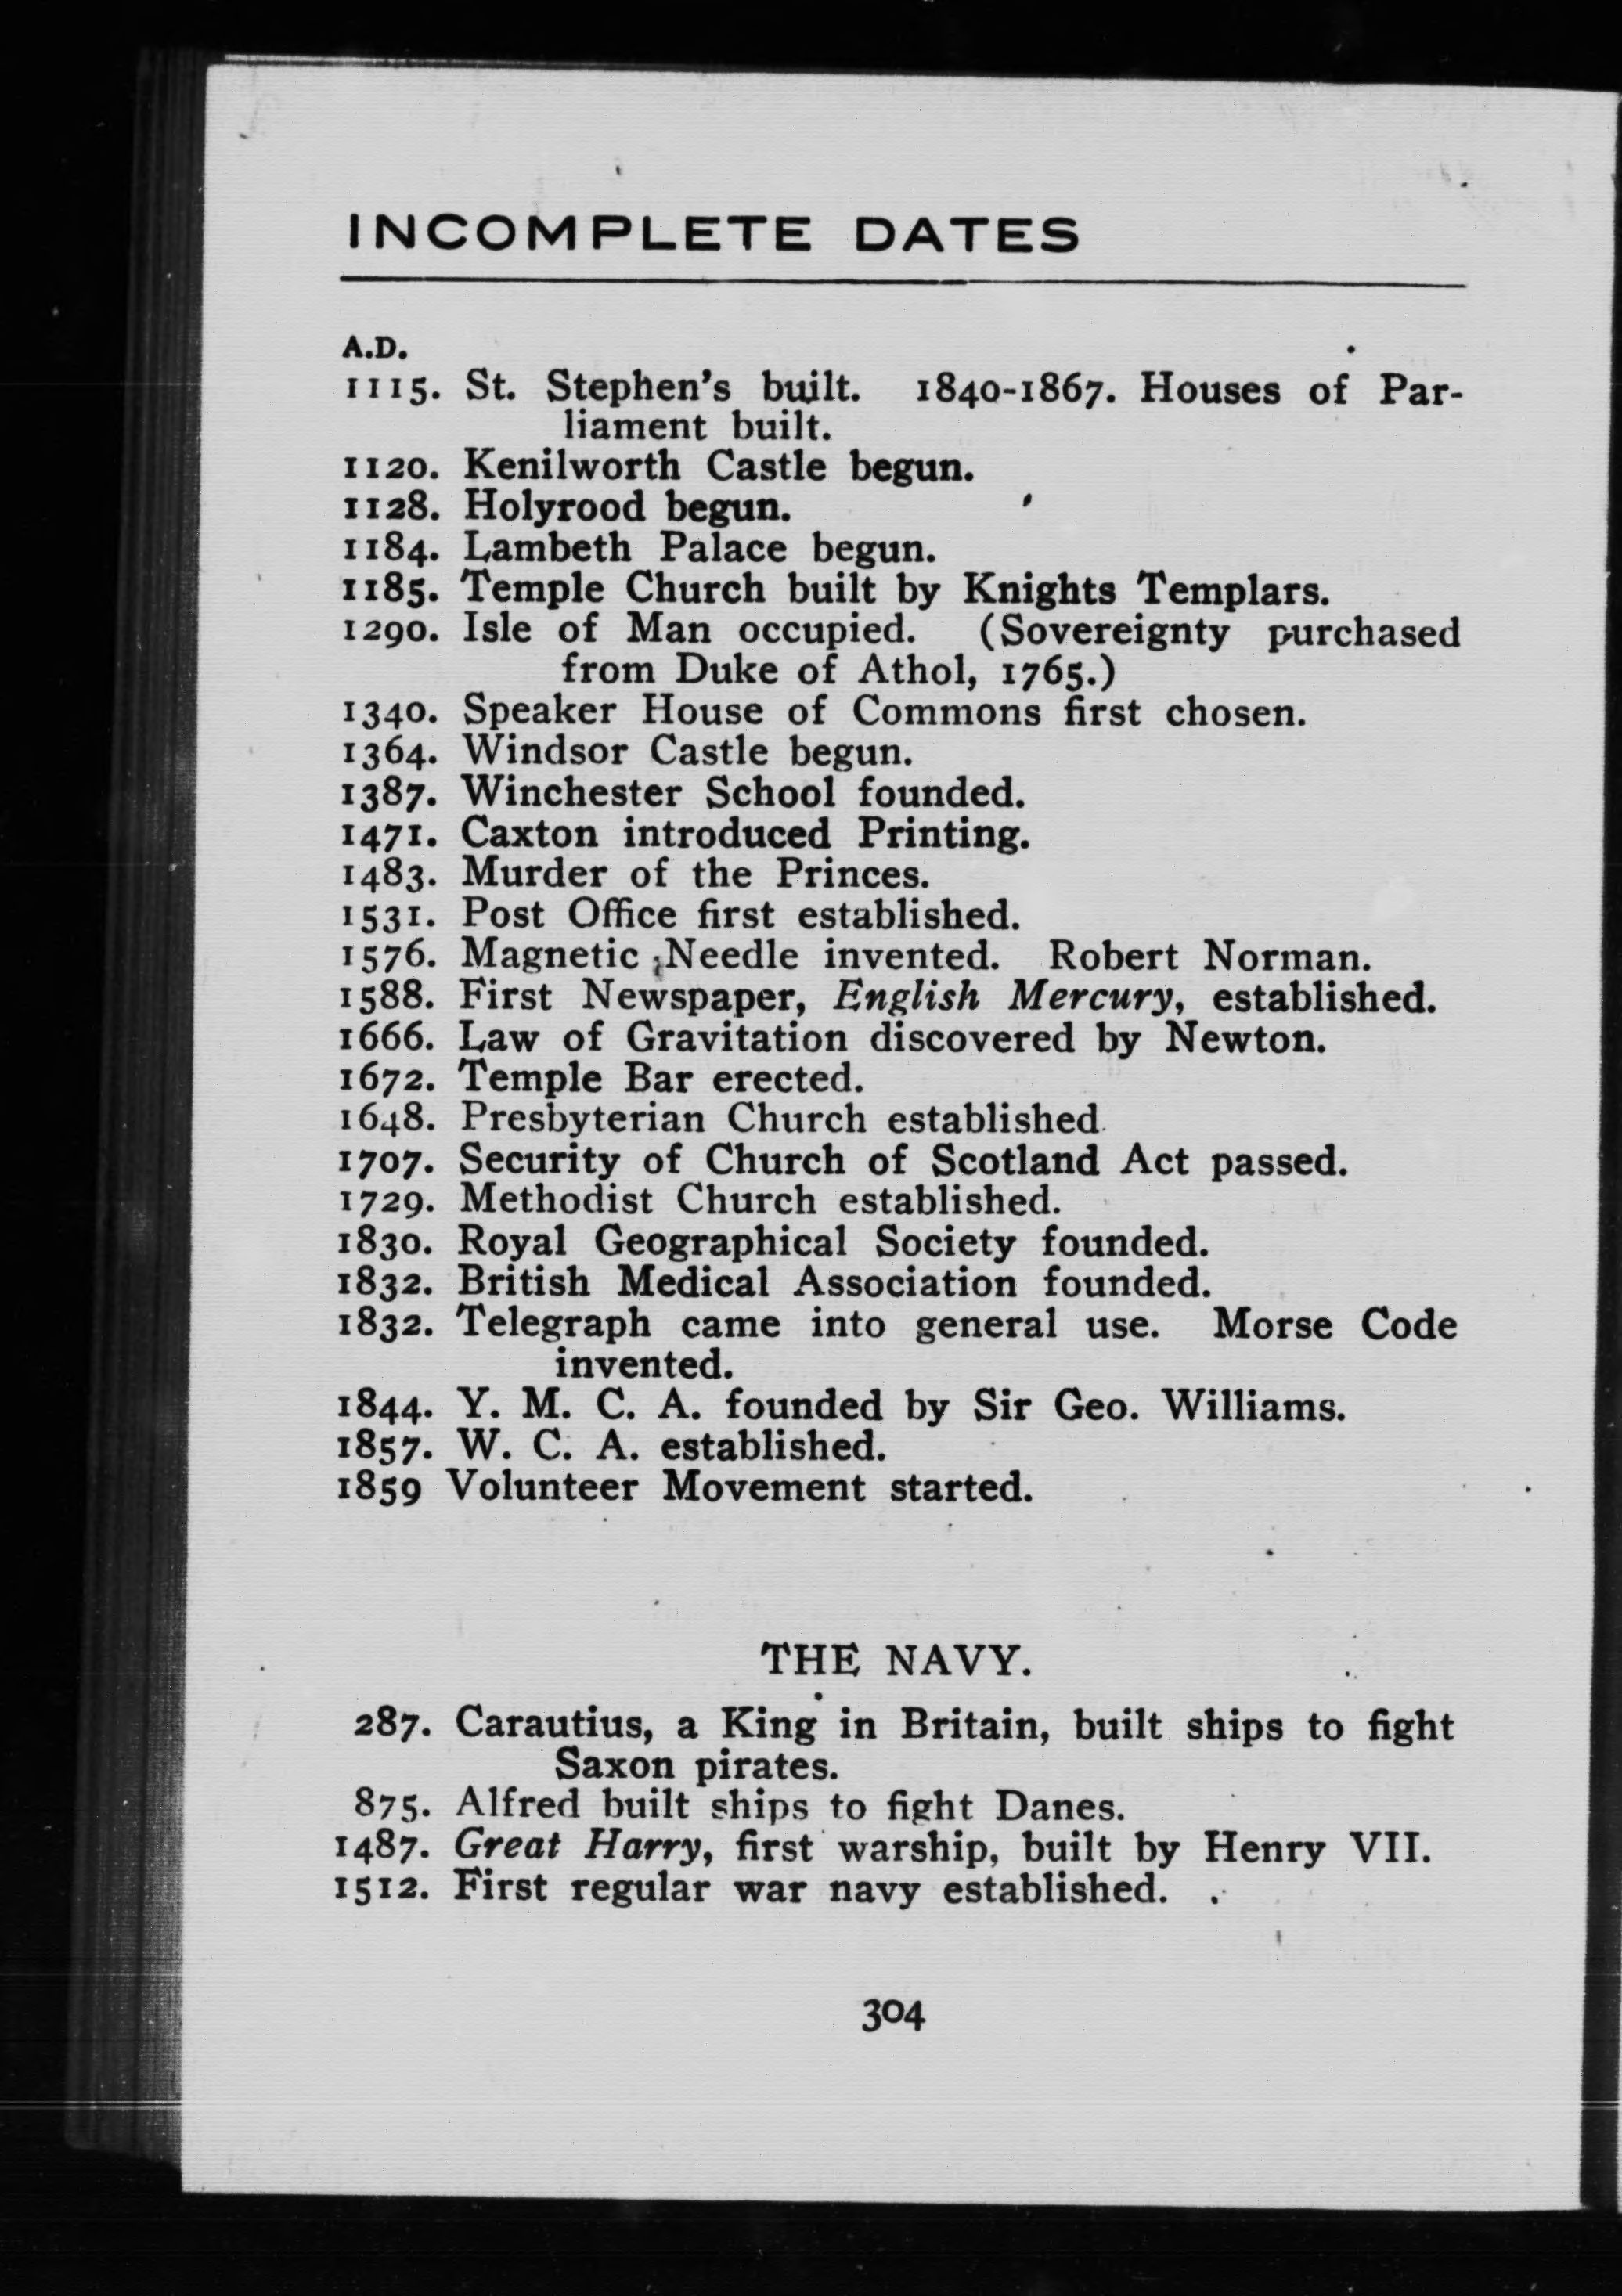 INCOMPLETE DATES
A.D.
1115. St. Stephen's built. 1840-1867. Houses of Par-
liament built.
1120. Kenilworth Castle begun.
1128. Holyrood begun.
1184. Lambeth Palace begun.
1185. Temple Church built by Knights Templars.
1290. Isle of Man occupied. (Sovereignty purchased
from Duke of Athol, 1765.)
1340. Speaker House of Commons first chosen.
1364. Windsor Castle begun.
1387. Winchester School founded.
1471. Caxton introduced Printing.
1483. Murder of the Princes.
1531. Post Office first established.
1576. Magnetic Needle invented. Robert Norman.
1588. First Newspaper, English Mercury, established.
1666. Law of Gravitation discovered by Newton.
1672. Temple Bar erected.
1648. Presbyterian Church established.
1707. Security of Church of Scotland Act passed.
1729. Methodist Church established.
1830. Royal Geographical Society founded.
1832. British Medical Association founded.
1832. Telegraph came into general use. Morse Code
invented.
1844. Y. M. C. A. founded by Sir Geo. Williams.
1857. W. C. A. established.
1859 Volunteer Movement started.
THE NAVY.
287. Carautius, a King in Britain, built ships to fight
Saxon pirates.
875. Alfred built ships to fight Danes.
1487. Great Harry, first warship, built by Henry VII.
1512. First regular war navy established.
304